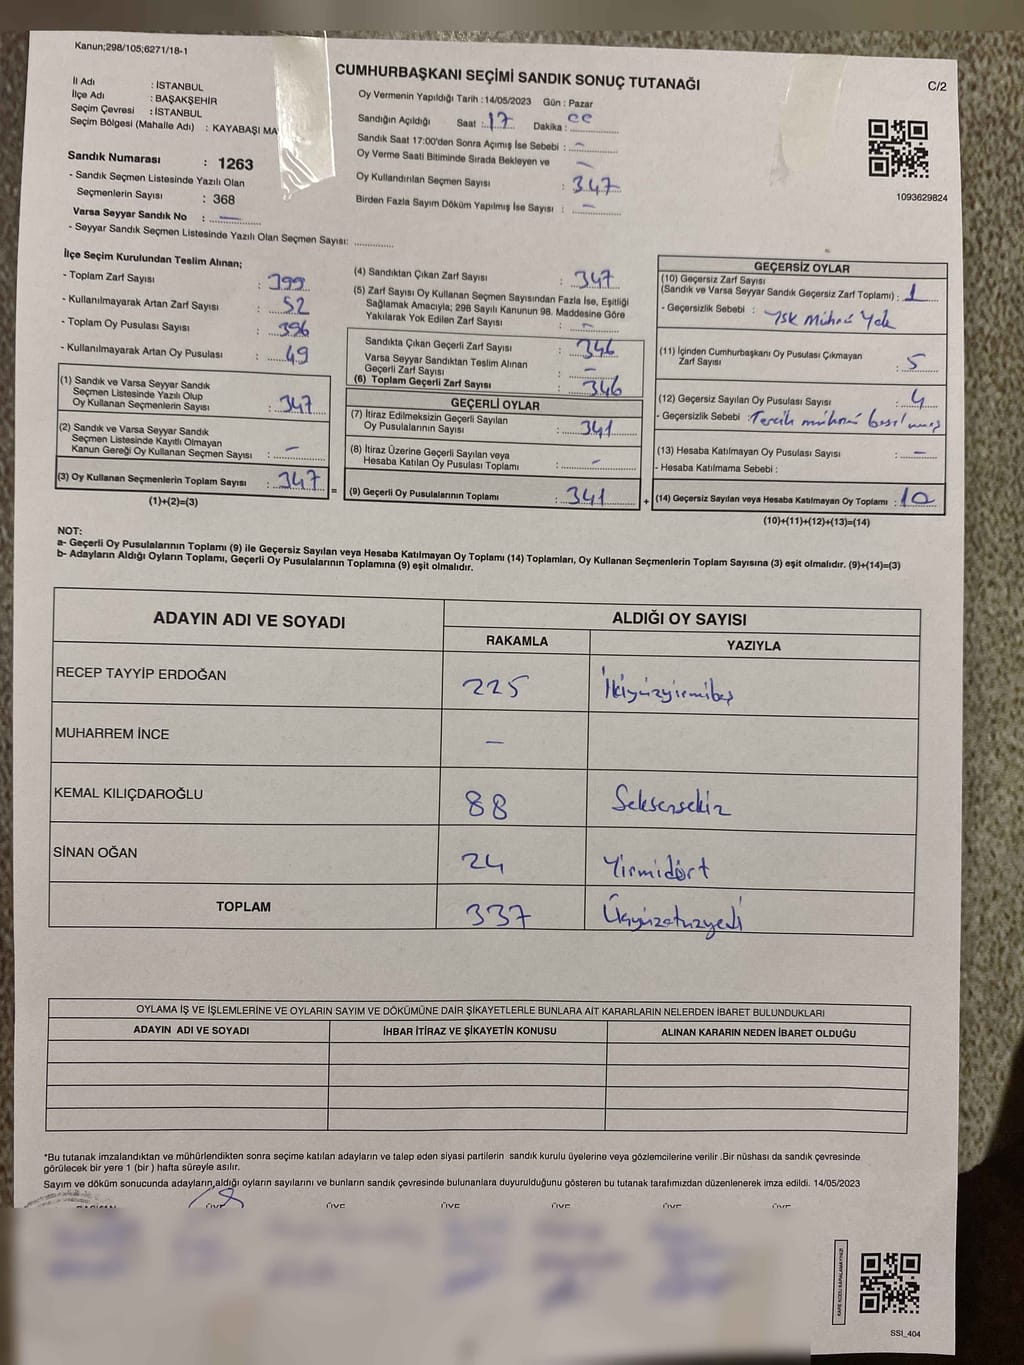 Kanun;298/105;6271/18-1
CUMHURBAŞKANI SEÇİMİ SANDIK SONUÇ TUTANAĞI
C/2
İl Adı : İSTANBUL
İlçe Adı : BAŞAKŞEHİR
Seçim Çevresi : İSTANBUL
Seçim Bölgesi (Mahalle Adı) : KAYABAŞI MA
Oy Vermenin Yapıldığı Tarih :14/05/2023 Gün : Pazar
Sandığın Açıldığı Saat : 17 Dakika :
Sandık Saat 17:00'den Sonra Açımış İse Sebebi : -
Oy Verme Saati Bitiminde Sırada Bekleyen ve -
Oy Kullandırılan Seçmen Sayısı : 347
Birden Fazla Sayım Döküm Yapılmış İse Sayısı : -
1093629824
Sandık Numarası : 1263
- Sandık Seçmen Listesinde Yazılı Olan
Seçmenlerin Sayısı : 368
Varsa Seyyar Sandık No : -
- Seyyar Sandık Seçmen Listesinde Yazılı Olan Seçmen Sayısı:
İlçe Seçim Kurulundan Teslim Alınan;
- Toplam Zarf Sayısı : 399
- Kullanılmayarak Artan Zarf Sayısı : 52
- Toplam Oy Pusulası Sayısı : 396
- Kullanılmayarak Artan Oy Pusulası : 49
(1) Sandık ve Varsa Seyyar Sandık
Seçmen Listesinde Yazılı Olup
Oy Kullanan Seçmenlerin Sayısı : 347
(2) Sandık ve Varsa Seyyar Sandık
Seçmen Listesinde Kayıtlı Olmayan
Kanun Gereği Oy Kullanan Seçmen Sayısı : -
(3) Oy Kullanan Seçmenlerin Toplam Sayısı : 347
(1)+(2)=(3)
(4) Sandıktan Çıkan Zarf Sayısı : 347
(5) Zarf Sayısı Oy Kullanan Seçmen Sayısından Fazla İse, Eşitliği
Sağlamak Amacıyla; 298 Sayılı Kanunun 98. Maddesine Göre
Yakılarak Yok Edilen Zarf Sayısı : -
Sandıkta Çıkan Geçerli Zarf Sayısı : 346
Varsa Seyyar Sandıktan Teslim Alınan
Geçerli Zarf Sayısı : -
(6) Toplam Geçerli Zarf Sayısı : 346
GEÇERLİ OYLAR
(7) İtiraz Edilmeksizin Geçerli Sayılan
Oy Pusulalarının Sayısı : 341
(8) İtiraz Üzerine Geçerli Sayılan veya
Hesaba Katılan Oy Pusulası Toplamı : -
=
(9) Geçerli Oy Pusulalarının Toplamı : 341
GEÇERSİZ OYLAR
(10) Geçersiz Zarf Sayısı
(Sandık ve Varsa Seyyar Sandık Geçersiz Zarf Toplamı) : 1
- Geçersizlik Sebebi : YSK Mührü Yok
(11) İçinden Cumhurbaşkanı Oy Pusulası Çıkmayan
Zarf Sayısı : 5
(12) Geçersiz Sayılan Oy Pusulası Sayısı : 4
- Geçersizlik Sebebi : Tercih mührü basılmamış
(13) Hesaba Katılmayan Oy Pusulası Sayısı : -
- Hesaba Katılmama Sebebi :
+
(14) Geçersiz Sayılan veya Hesaba Katılmayan Oy Toplamı : 10
(10)+(11)+(12)+(13)=(14)
NOT:
a- Geçerli Oy Pusulalarının Toplamı (9) ile Geçersiz Sayılan veya Hesaba Katılmayan Oy Toplamı (14) Toplamları, Oy Kullanan Seçmenlerin Toplam Sayısına (3) eşit olmalıdır. (9)+(14)=(3)
b- Adayların Aldığı Oyların Toplamı, Geçerli Oy Pusulalarının Toplamına (9) eşit olmalıdır.
ADAYIN ADI VE SOYADI
ALDIĞI OY SAYISI
RAKAMLA YAZIYLA
RECEP TAYYİP ERDOĞAN 225 İkiyüzyirmibeş
MUHARREM İNCE -
KEMAL KILIÇDAROĞLU 88 Seksensekiz
SİNAN OĞAN 24 Yirmidört
TOPLAM 337 Üçyüzotuzyedi
OYLAMA İŞ VE İŞLEMLERİNE VE OYLARIN SAYIM VE DÖKÜMÜNE DAİR ŞİKAYETLERLE BUNLARA AİT KARARLARIN NELERDEN İBARET BULUNDUKLARI
ADAYIN ADI VE SOYADI İHBAR İTİRAZ VE ŞİKAYETİN KONUSU ALINAN KARARIN NEDEN İBARET OLDUĞU
*Bu tutanak imzalandıktan ve mühürlendikten sonra seçime katılan adayların ve talep eden siyasi partilerin sandık kurulu üyelerine veya gözlemcilerine verilir .Bir nüshası da sandık çevresinde
görülecek bir yere 1 (bir ) hafta süreyle asılır.
Sayım ve döküm sonucunda adayların,aldığı oyların sayılarını ve bunların sandık çevresinde bulunanlara duyurulduğunu gösteren bu tutanak tarafımızdan düzenlenerek imza edildi. 14/05/2023
ÜYE ÜYE ÜYE ÜYE ÜYE ÜYE
KARE KODU KAPALAMAYINIZ!
SSI_404